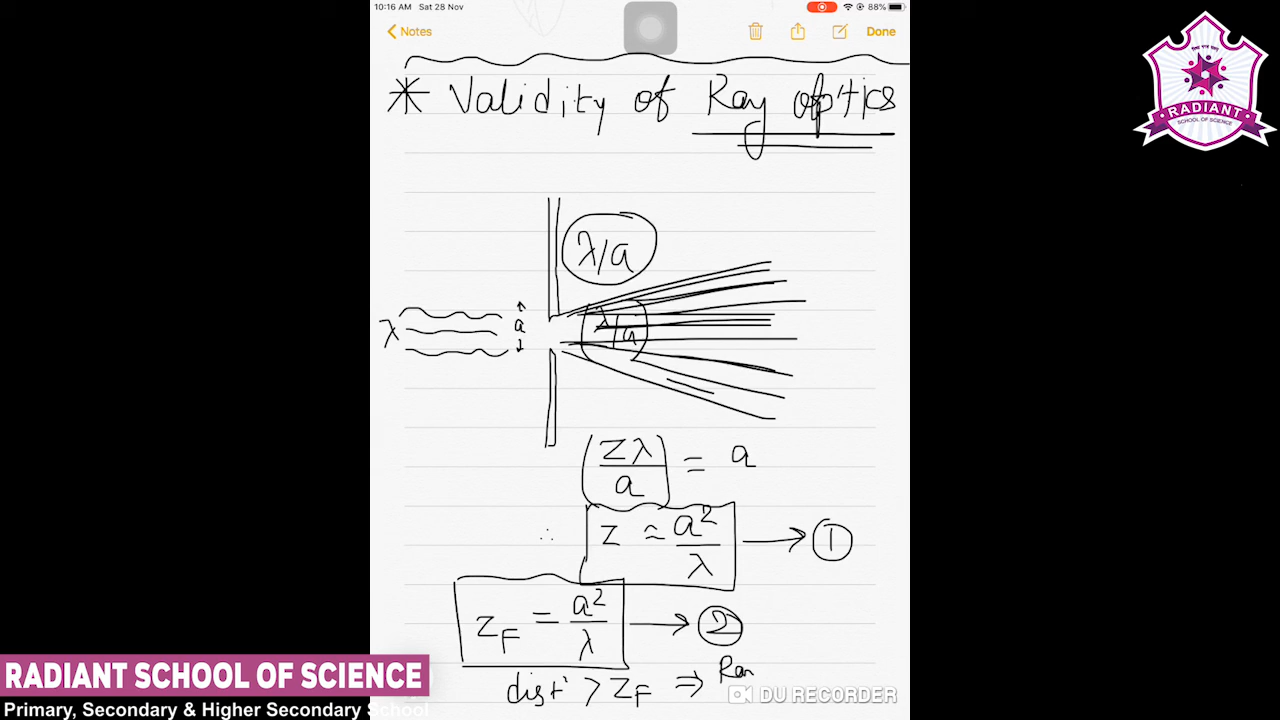 10:16 AM Sat 28 Nov
88%
Notes
Done
* Validity of Ray optics
λ/a
λ
a
λ/a
Zλ/a = a
∴ Z ≈ a²/λ → ①
Z_F = a²/λ → ②
dist > Z_F ⇒ Ray
DU RECORDER
RADIANT
SCHOOL OF SCIENCE
RADIANT SCHOOL OF SCIENCE
Primary, Secondary & Higher Secondary School